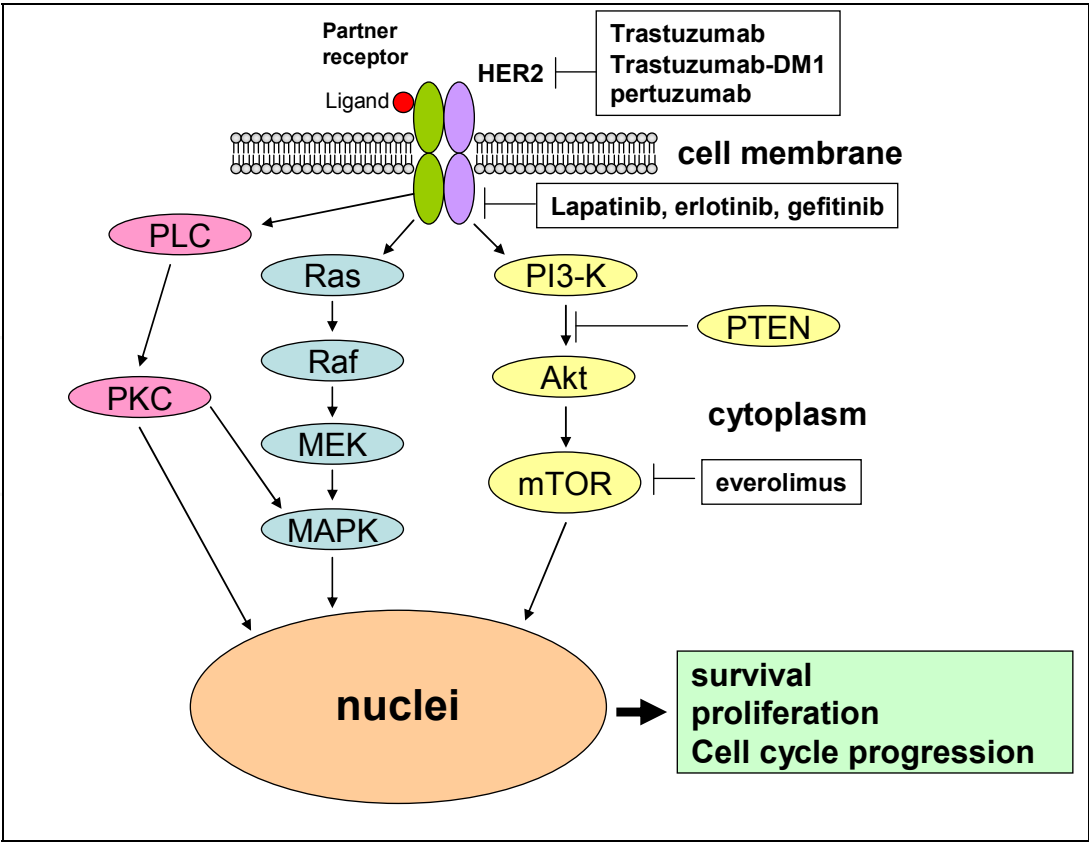 Partner
receptor
HER2
Trastuzumab
Trastuzumab-DM1
pertuzumab
Ligand
cell membrane
Lapatinib, erlotinib, gefitinib
PLC
Ras
PI3-K
PTEN
Raf
Akt
PKC
cytoplasm
MEK
mTOR
everolimus
MAPK
nuclei
survival
proliferation
Cell cycle progression